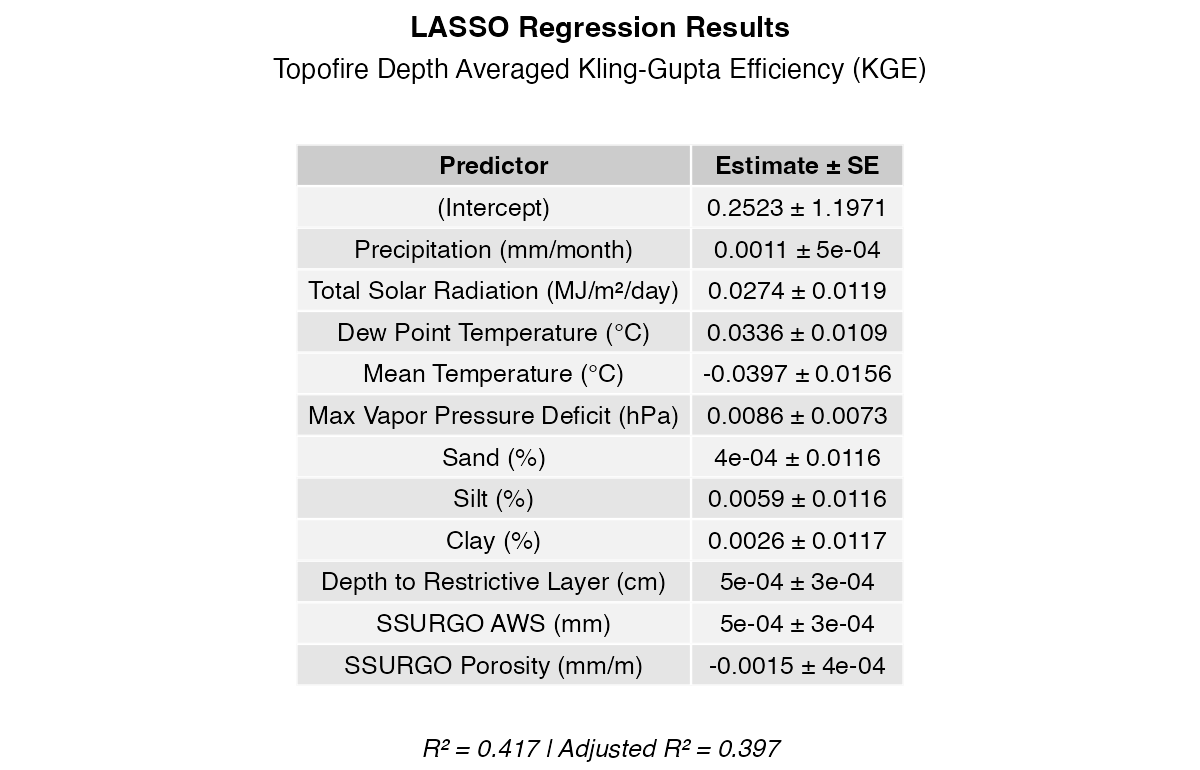 LASSO Regression Results
Topofire Depth Averaged Kling-Gupta Efficiency (KGE)
Predictor Estimate ± SE
(Intercept) 0.2523 ± 1.1971
Precipitation (mm/month) 0.0011 ± 5e-04
Total Solar Radiation (MJ/m²/day) 0.0274 ± 0.0119
Dew Point Temperature (°C) 0.0336 ± 0.0109
Mean Temperature (°C) -0.0397 ± 0.0156
Max Vapor Pressure Deficit (hPa) 0.0086 ± 0.0073
Sand (%) 4e-04 ± 0.0116
Silt (%) 0.0059 ± 0.0116
Clay (%) 0.0026 ± 0.0117
Depth to Restrictive Layer (cm) 5e-04 ± 3e-04
SSURGO AWS (mm) 5e-04 ± 3e-04
SSURGO Porosity (mm/m) -0.0015 ± 4e-04
R² = 0.417 | Adjusted R² = 0.397